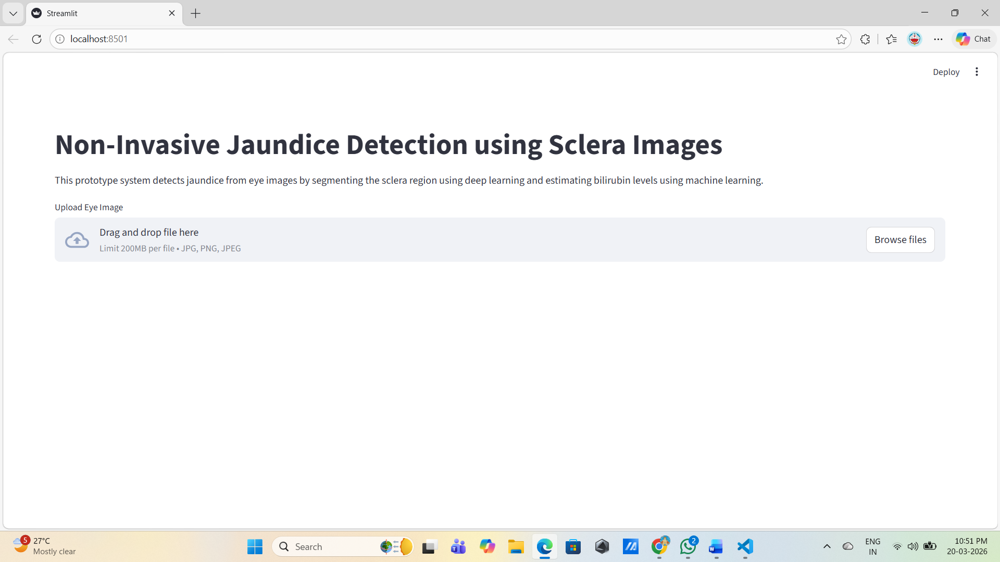 Streamlit
localhost:8501
Chat
Deploy
Non-Invasive Jaundice Detection using Sclera Images
This prototype system detects jaundice from eye images by segmenting the sclera region using deep learning and estimating bilirubin levels using machine learning.
Upload Eye Image
Drag and drop file here
Limit 200MB per file • JPG, PNG, JPEG
Browse files
5
27°C
Mostly clear
Search
T
2
W
ENG
IN
10:51 PM
20-03-2026